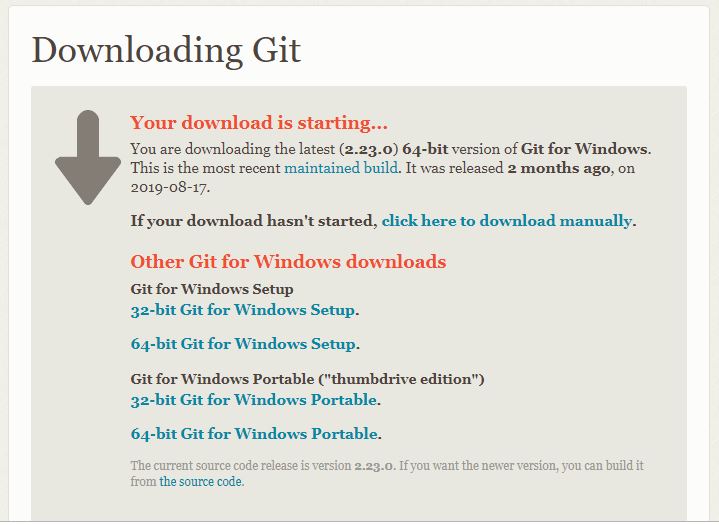 Downloading Git
Your download is starting...
You are downloading the latest (2.23.0) 64-bit version of Git for Windows.
This is the most recent maintained build. It was released 2 months ago, on
2019-08-17.
If your download hasn't started, click here to download manually.
Other Git for Windows downloads
Git for Windows Setup
32-bit Git for Windows Setup.
64-bit Git for Windows Setup.
Git for Windows Portable ("thumbdrive edition")
32-bit Git for Windows Portable.
64-bit Git for Windows Portable.
The current source code release is version 2.23.0. If you want the newer version, you can build it
from the source code.